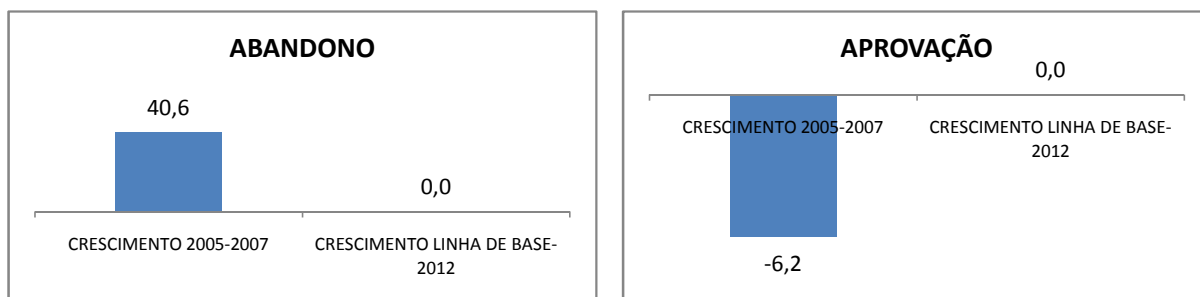 ABANDONO
40,6
0,0
CRESCIMENTO 2005-2007
CRESCIMENTO LINHA DE BASE-
2012
APROVAÇÃO
0,0
CRESCIMENTO 2005-2007
CRESCIMENTO LINHA DE BASE-
2012
-6,2